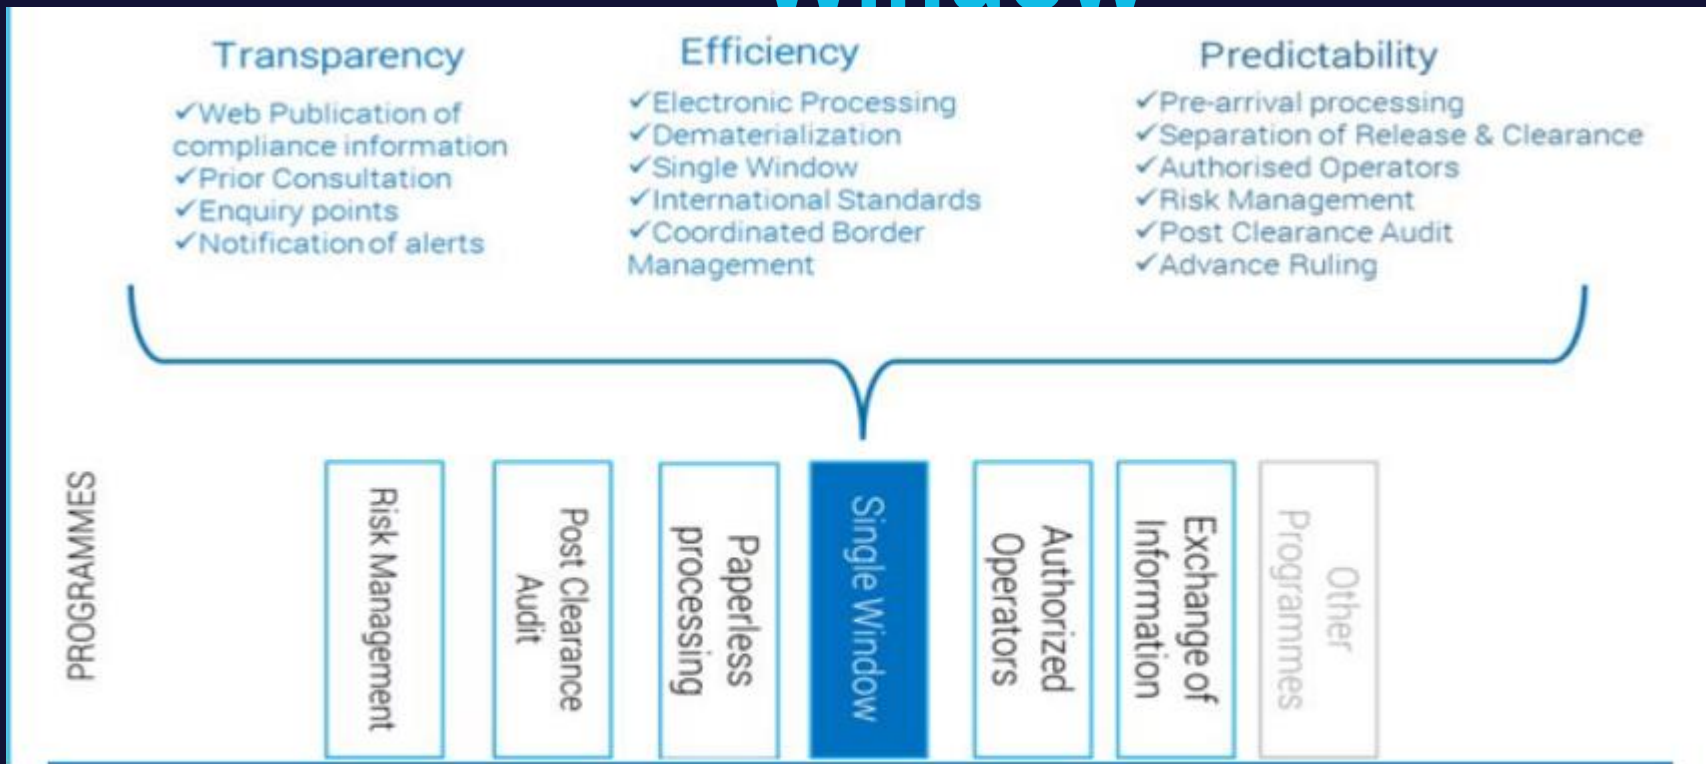 Window
Transparency
✓Web Publication of
compliance information
✓Prior Consultation
✓Enquiry points
✓Notification of alerts
Efficiency
✓Electronic Processing
✓Dematerialization
✓Single Window
✓International Standards
✓Coordinated Border
Management
Predictability
✓Pre-arrival processing
✓Separation of Release & Clearance
✓Authorised Operators
✓Risk Management
✓Post Clearance Audit
✓Advance Ruling
PROGRAMMES
Risk Management
Post Clearance
Audit
Paperless
processing
Single Window
Authorized
Operators
Exchange of
Information
Other
Programmes